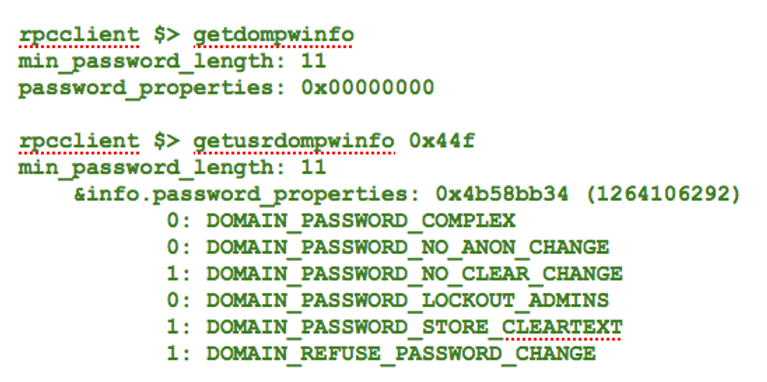 rpcclient $> getdompwinfo
min_password_length: 11
password_properties: 0x00000000
rpcclient $> getusrdompwinfo 0x44f
min_password_length: 11
&info.password_properties: 0x4b58bb34 (1264106292)
0: DOMAIN_PASSWORD_COMPLEX
0: DOMAIN_PASSWORD_NO_ANON_CHANGE
1: DOMAIN_PASSWORD_NO_CLEAR_CHANGE
0: DOMAIN_PASSWORD_LOCKOUT_ADMINS
1: DOMAIN_PASSWORD_STORE_CLEARTEXT
1: DOMAIN_REFUSE_PASSWORD_CHANGE